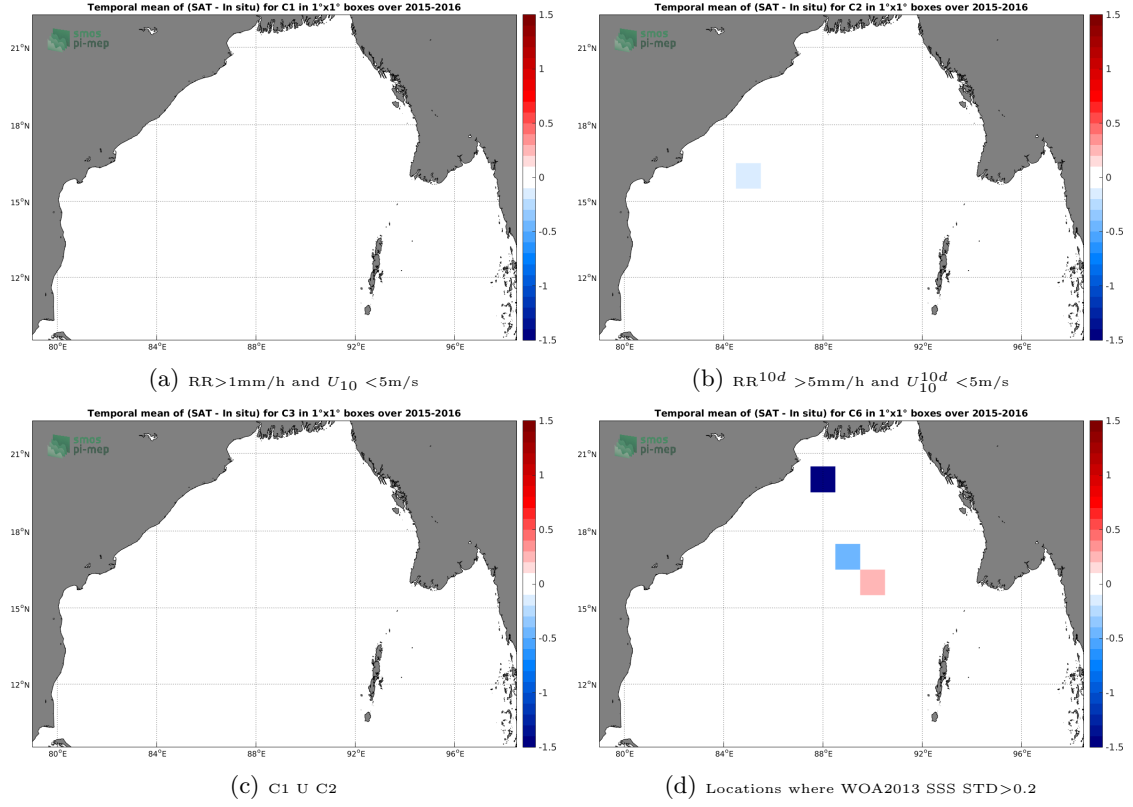 Temporal mean of (SAT - In situ) for C1 in 1°x1° boxes over 2015-2016
smos
pi-mep
21°N
18°N
15°N
12°N
80°E 84°E 88°E 92°E 96°E
1.5
1
0.5
0
-0.5
-1
-1.5
(a) RR>1mm/h and U10 <5m/s
Temporal mean of (SAT - In situ) for C2 in 1°x1° boxes over 2015-2016
smos
pi-mep
21°N
18°N
15°N
12°N
80°E 84°E 88°E 92°E 96°E
1.5
1
0.5
0
-0.5
-1
-1.5
(b) RR^10d >5mm/h and U10^10d <5m/s
Temporal mean of (SAT - In situ) for C3 in 1°x1° boxes over 2015-2016
smos
pi-mep
21°N
18°N
15°N
12°N
80°E 84°E 88°E 92°E 96°E
1.5
1
0.5
0
-0.5
-1
-1.5
(c) C1 U C2
Temporal mean of (SAT - In situ) for C6 in 1°x1° boxes over 2015-2016
smos
pi-mep
21°N
18°N
15°N
12°N
80°E 84°E 88°E 92°E 96°E
1.5
1
0.5
0
-0.5
-1
-1.5
(d) Locations where WOA2013 SSS STD>0.2